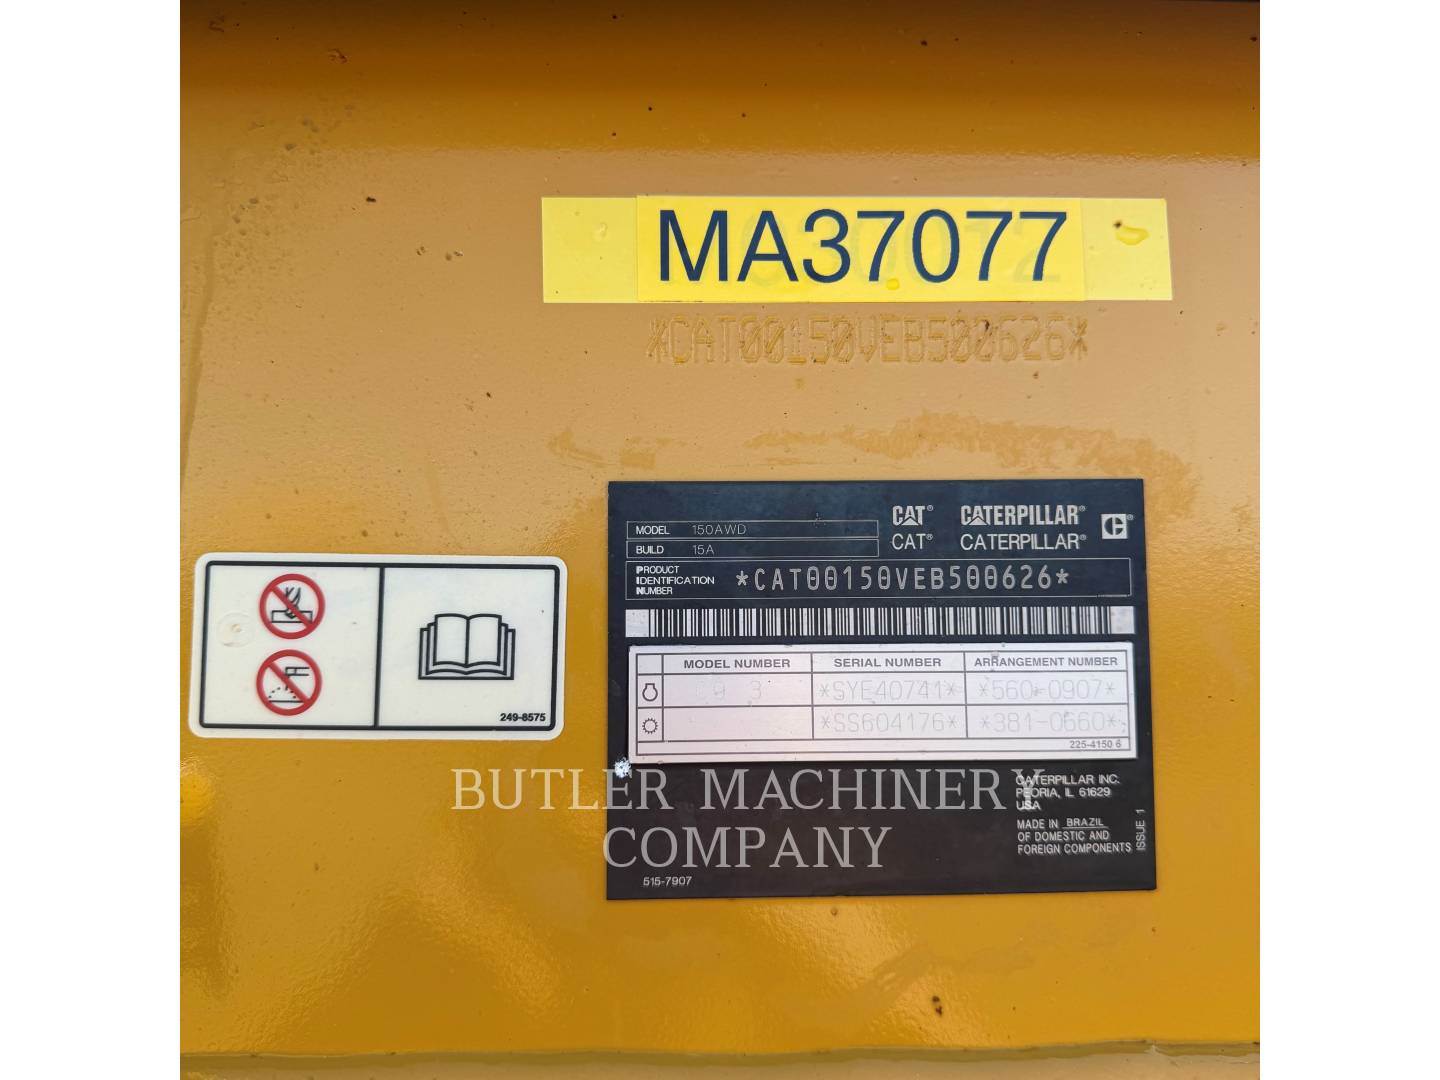 MA37077
*CAT00150VEB500626*
MODEL 150AWD
BUILD 15A
CAT® CATERPILLAR®
CAT® CATERPILLAR®
PRODUCT IDENTIFICATION NUMBER *CAT00150VEB500626*
MODEL NUMBER SERIAL NUMBER ARRANGEMENT NUMBER
*SYE40741* *560-0907*
*SS604176* *381-0660*
225-4150 6
249-8575
CATERPILLAR INC.
PEORIA, IL 61629
USA
MADE IN BRAZIL
OF DOMESTIC AND
FOREIGN COMPONENTS
ISSUE 1
515-7907
BUTLER MACHINERY
COMPANY